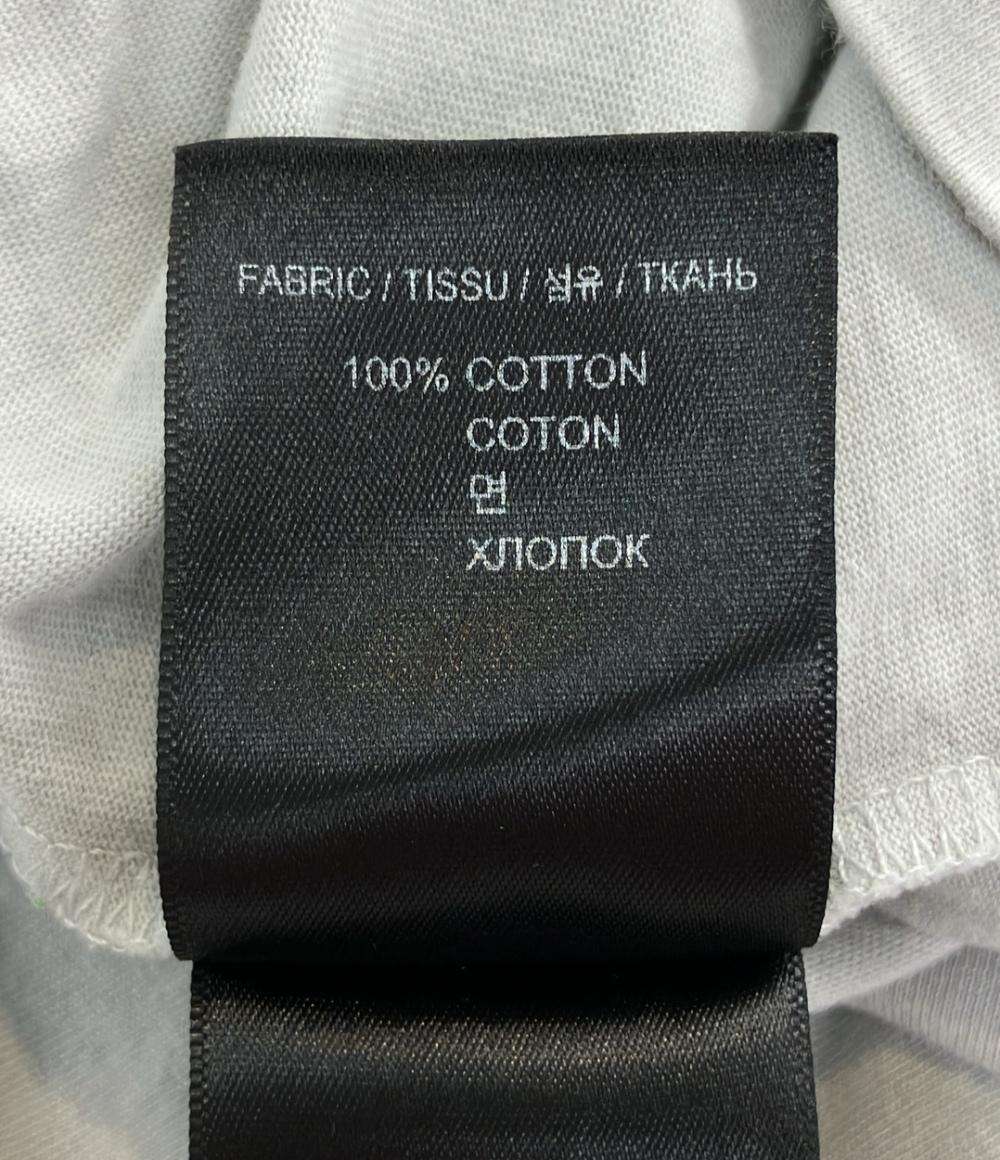 FABRIC / TISSU / 섬유 / ТКАНЬ
100% COTTON
COTON
면
ХЛОПОК